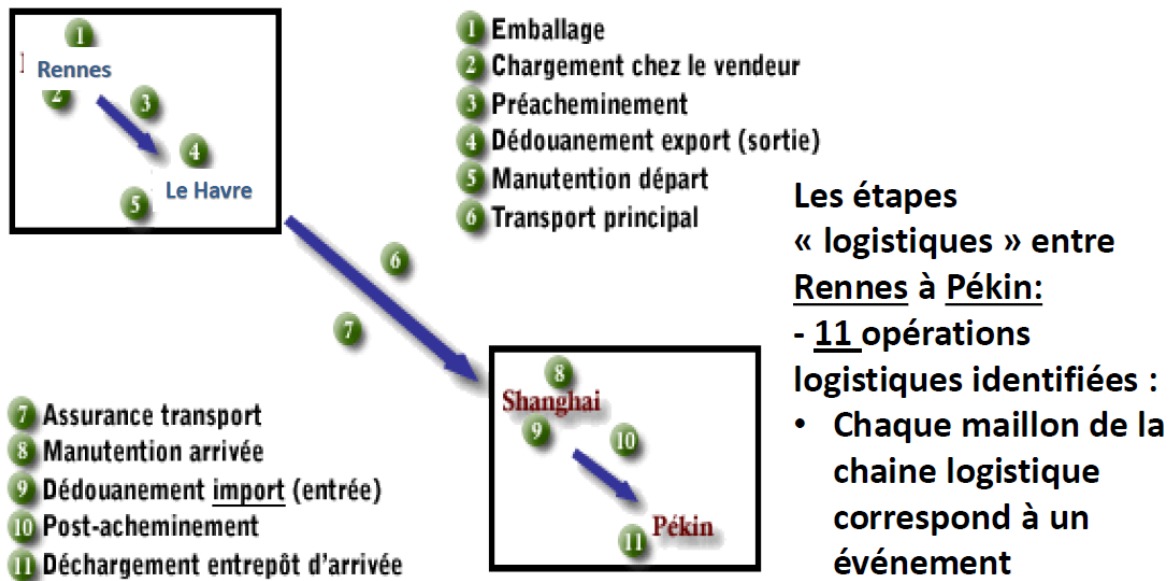 1
Rennes
2
3
4
Le Havre
5
1 Emballage
2 Chargement chez le vendeur
3 Préacheminement
4 Dédouanement export (sortie)
5 Manutention départ
6 Transport principal
6
7
Les étapes
« logistiques » entre
Rennes à Pékin:
- 11 opérations
logistiques identifiées :
• Chaque maillon de la
chaine logistique
correspond à un
événement
7 Assurance transport
8 Manutention arrivée
9 Dédouanement import (entrée)
10 Post-acheminement
11 Déchargement entrepôt d'arrivée
8
Shanghai
9
10
Pékin
11